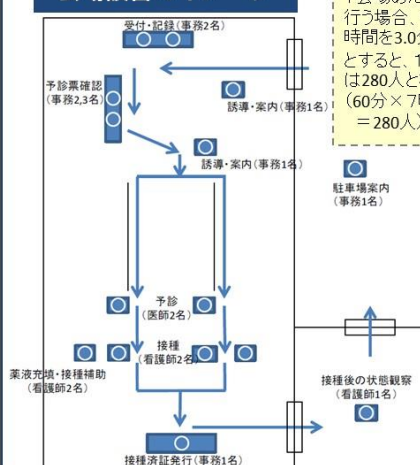 行う場合、
時間を3.0分
とすると、1
は280人と
(60分×7時
=280人)
受付・記録(事務2名)
予診票確認
(事務2,3名)
誘導・案内(事務1名)
誘導・案内(事務1名)
駐車場案内
(事務1名)
予診
(医師2名)
接種
(看護師2名)
薬液充填・接種補助
(看護師2名)
接種後の状態観察
(看護師1名)
接種済証発行(事務1名)